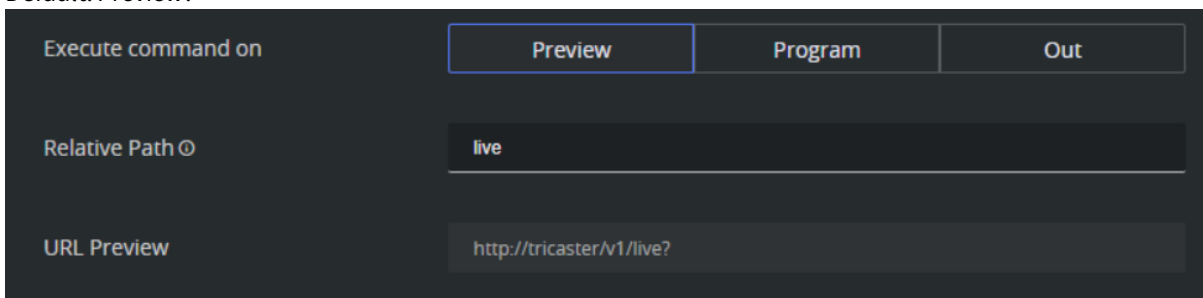 Execute command on Preview Program Out
Relative Path
live
URL Preview http://tricaster/v1/live?